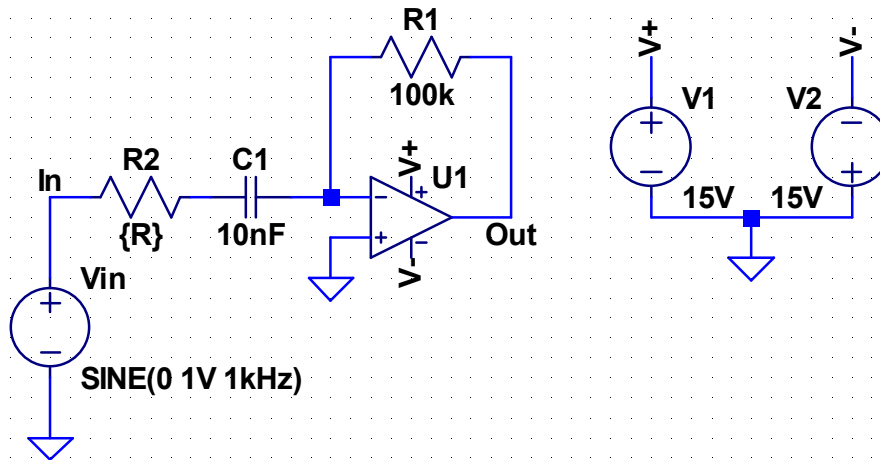 R1
100k
V+
V-
V1
V2
15V
15V
In
R2
{R}
C1
10nF
V+
U1
V-
Out
Vin
SINE(0 1V 1kHz)